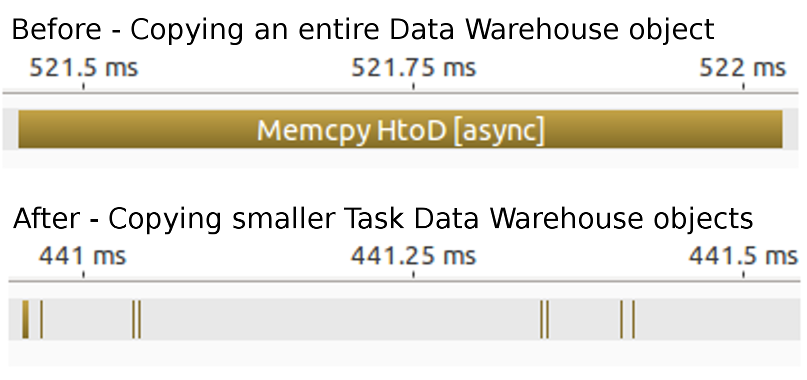 Before - Copying an entire Data Warehouse object
521.5 ms 521.75 ms 522 ms
Memcpy HtoD [async]
After - Copying smaller Task Data Warehouse objects
441 ms 441.25 ms 441.5 ms